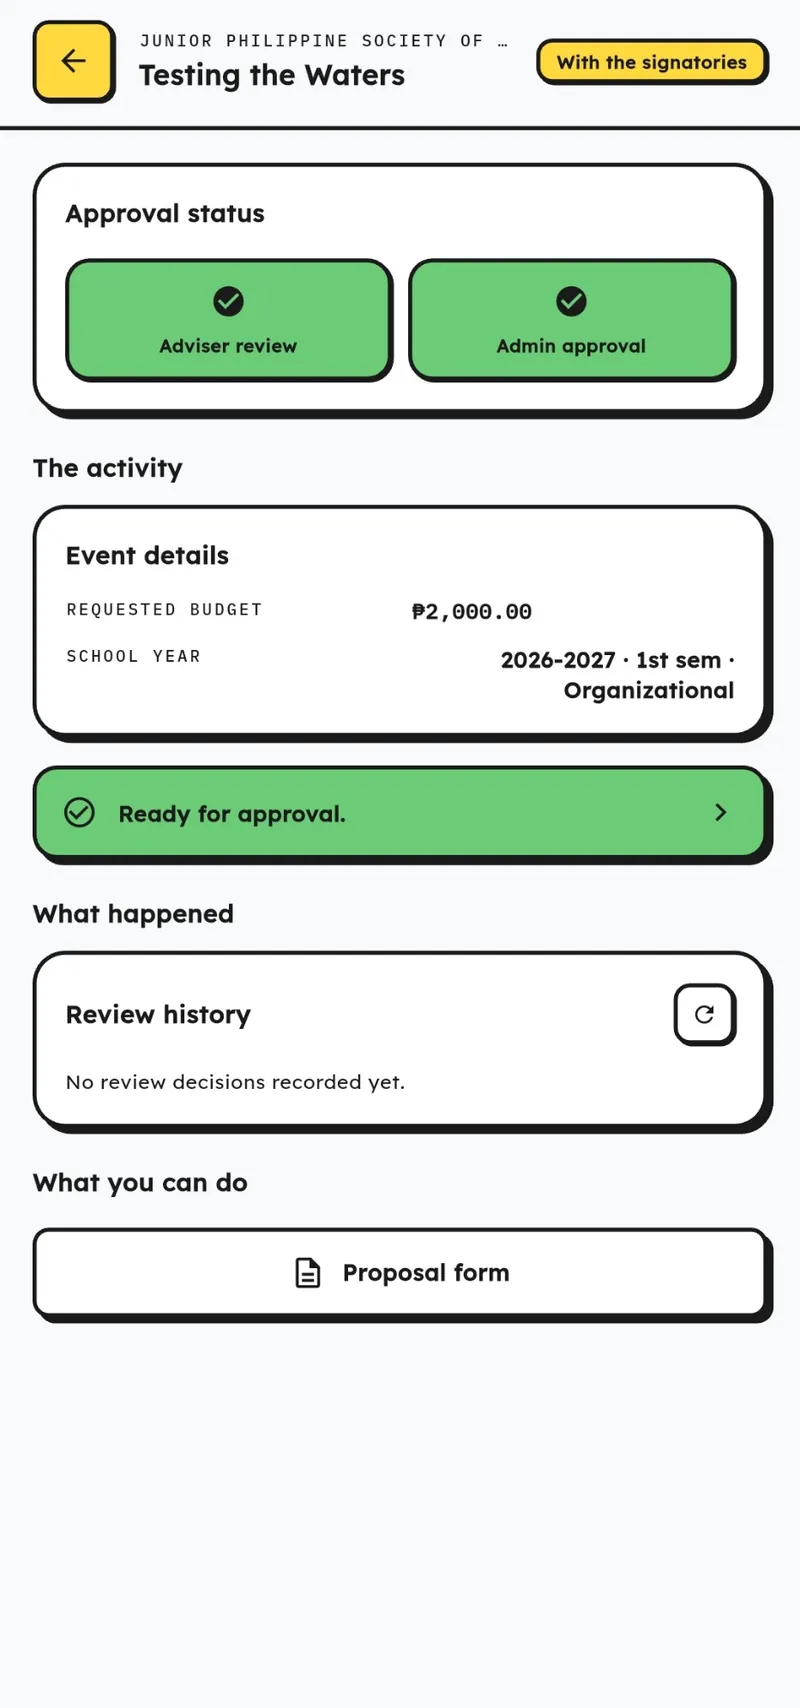 JUNIOR PHILIPPINE SOCIETY OF …
Testing the Waters
With the signatories
Approval status
Adviser review
Admin approval
The activity
Event details
REQUESTED BUDGET
₱2,000.00
SCHOOL YEAR
2026-2027 · 1st sem ·
Organizational
Ready for approval.
What happened
Review history
No review decisions recorded yet.
What you can do
Proposal form